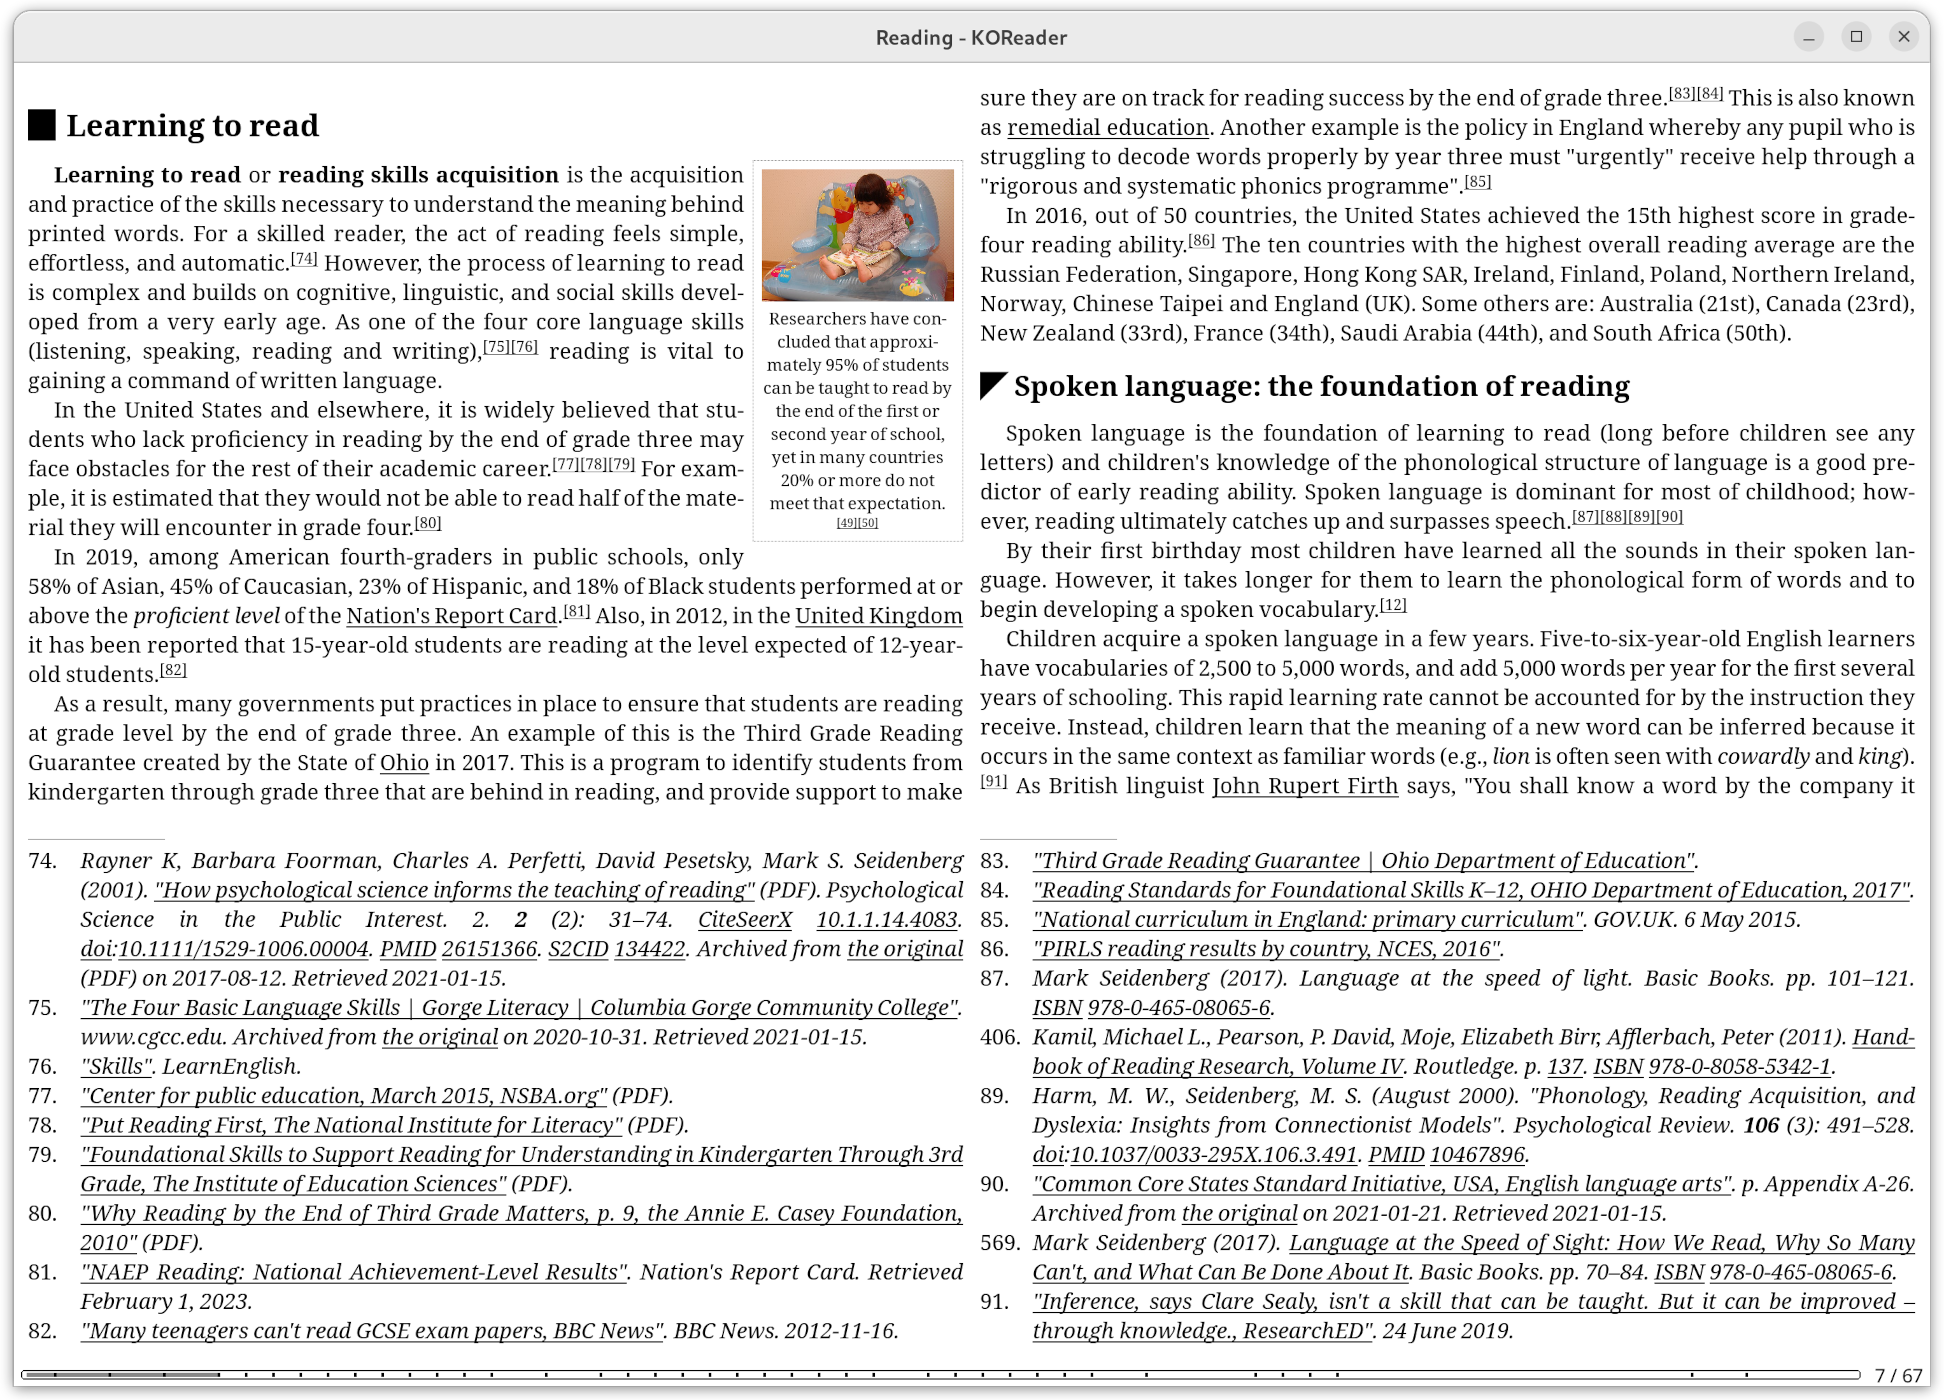 Reading - KOReader
Learning to read
Learning to read or reading skills acquisition is the acquisition
and practice of the skills necessary to understand the meaning behind
printed words. For a skilled reader, the act of reading feels simple,
effortless, and automatic.[74] However, the process of learning to read
is complex and builds on cognitive, linguistic, and social skills devel-
oped from a very early age. As one of the four core language skills
(listening, speaking, reading and writing),[75][76] reading is vital to
gaining a command of written language.
In the United States and elsewhere, it is widely believed that stu-
dents who lack proficiency in reading by the end of grade three may
face obstacles for the rest of their academic career.[77][78][79] For exam-
ple, it is estimated that they would not be able to read half of the mate-
rial they will encounter in grade four.[80]
Researchers have con-
cluded that approxi-
mately 95% of students
can be taught to read by
the end of the first or
second year of school,
yet in many countries
20% or more do not
meet that expectation.
[49][50]
In 2019, among American fourth-graders in public schools, only
58% of Asian, 45% of Caucasian, 23% of Hispanic, and 18% of Black students performed at or
above the proficient level of the Nation's Report Card.[81] Also, in 2012, in the United Kingdom
it has been reported that 15-year-old students are reading at the level expected of 12-year-
old students.[82]
As a result, many governments put practices in place to ensure that students are reading
at grade level by the end of grade three. An example of this is the Third Grade Reading
Guarantee created by the State of Ohio in 2017. This is a program to identify students from
kindergarten through grade three that are behind in reading, and provide support to make
74. Rayner K, Barbara Foorman, Charles A. Perfetti, David Pesetsky, Mark S. Seidenberg
(2001). "How psychological science informs the teaching of reading" (PDF). Psychological
Science in the Public Interest. 2. 2 (2): 31–74. CiteSeerX 10.1.1.14.4083.
doi:10.1111/1529-1006.00004. PMID 26151366. S2CID 134422. Archived from the original
(PDF) on 2017-08-12. Retrieved 2021-01-15.
75. "The Four Basic Language Skills | Gorge Literacy | Columbia Gorge Community College".
www.cgcc.edu. Archived from the original on 2020-10-31. Retrieved 2021-01-15.
76. "Skills". LearnEnglish.
77. "Center for public education, March 2015, NSBA.org" (PDF).
78. "Put Reading First, The National Institute for Literacy" (PDF).
79. "Foundational Skills to Support Reading for Understanding in Kindergarten Through 3rd
Grade, The Institute of Education Sciences" (PDF).
80. "Why Reading by the End of Third Grade Matters, p. 9, the Annie E. Casey Foundation,
2010" (PDF).
81. "NAEP Reading: National Achievement-Level Results". Nation's Report Card. Retrieved
February 1, 2023.
82. "Many teenagers can't read GCSE exam papers, BBC News". BBC News. 2012-11-16.
sure they are on track for reading success by the end of grade three.[83][84] This is also known
as remedial education. Another example is the policy in England whereby any pupil who is
struggling to decode words properly by year three must "urgently" receive help through a
"rigorous and systematic phonics programme".[85]
In 2016, out of 50 countries, the United States achieved the 15th highest score in grade-
four reading ability.[86] The ten countries with the highest overall reading average are the
Russian Federation, Singapore, Hong Kong SAR, Ireland, Finland, Poland, Northern Ireland,
Norway, Chinese Taipei and England (UK). Some others are: Australia (21st), Canada (23rd),
New Zealand (33rd), France (34th), Saudi Arabia (44th), and South Africa (50th).
Spoken language: the foundation of reading
Spoken language is the foundation of learning to read (long before children see any
letters) and children's knowledge of the phonological structure of language is a good pre-
dictor of early reading ability. Spoken language is dominant for most of childhood; how-
ever, reading ultimately catches up and surpasses speech.[87][88][89][90]
By their first birthday most children have learned all the sounds in their spoken lan-
guage. However, it takes longer for them to learn the phonological form of words and to
begin developing a spoken vocabulary.[12]
Children acquire a spoken language in a few years. Five-to-six-year-old English learners
have vocabularies of 2,500 to 5,000 words, and add 5,000 words per year for the first several
years of schooling. This rapid learning rate cannot be accounted for by the instruction they
receive. Instead, children learn that the meaning of a new word can be inferred because it
occurs in the same context as familiar words (e.g., lion is often seen with cowardly and king).
[91] As British linguist John Rupert Firth says, "You shall know a word by the company it
83. "Third Grade Reading Guarantee | Ohio Department of Education".
84. "Reading Standards for Foundational Skills K–12, OHIO Department of Education, 2017".
85. "National curriculum in England: primary curriculum". GOV.UK. 6 May 2015.
86. "PIRLS reading results by country, NCES, 2016".
87. Mark Seidenberg (2017). Language at the speed of light. Basic Books. pp. 101–121.
ISBN 978-0-465-08065-6.
406. Kamil, Michael L., Pearson, P. David, Moje, Elizabeth Birr, Afflerbach, Peter (2011). Hand-
book of Reading Research, Volume IV. Routledge. p. 137. ISBN 978-0-8058-5342-1.
89. Harm, M. W., Seidenberg, M. S. (August 2000). "Phonology, Reading Acquisition, and
Dyslexia: Insights from Connectionist Models". Psychological Review. 106 (3): 491–528.
doi:10.1037/0033-295X.106.3.491. PMID 10467896.
90. "Common Core States Standard Initiative, USA, English language arts". p. Appendix A-26.
Archived from the original on 2021-01-21. Retrieved 2021-01-15.
569. Mark Seidenberg (2017). Language at the Speed of Sight: How We Read, Why So Many
Can't, and What Can Be Done About It. Basic Books. pp. 70–84. ISBN 978-0-465-08065-6.
91. "Inference, says Clare Sealy, isn't a skill that can be taught. But it can be improved –
through knowledge., ResearchED". 24 June 2019.
7 / 67